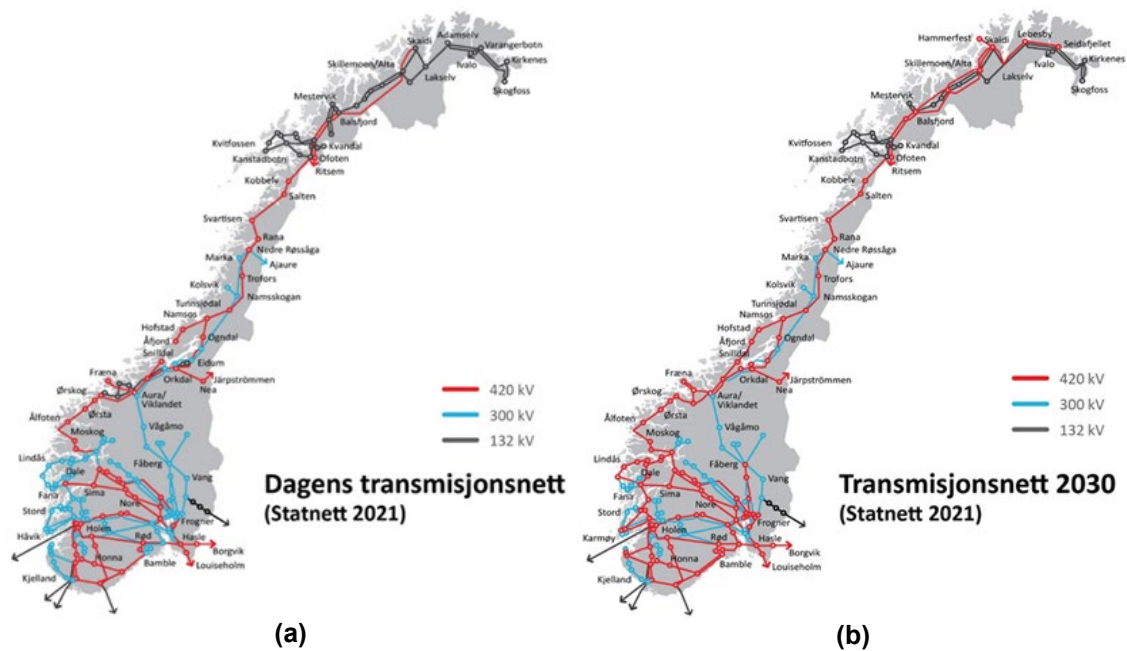 Adamselv
Skaidi
Varangerbotn
Kirkenes
Skillemoen/Alta
Ivalo
Lakselv
Skogfoss
Mestervik
Balsfjord
Kvitfossen
Kvandal
Kanstadbotn
Ofoten
Ritsem
Kobbelv
Salten
Svartisen
Rana
Nedre Røssåga
Marka
Ajaure
Trofors
Kolsvik
Namsskogan
Tunnsjødal
Namsos
Hofstad
Ogndal
Åfjord
Snilldal
Eidum
Fræna
Orkdal
Järpströmmen
Nea
Ørskog
Aura/
Viklandet
Ørsta
Ålfoten
Vågåmo
Moskog
Lindås
Fåberg
Dale
Vang
Sima
Fana
Nore
Stord
Frogner
Holen
Håvik
Rød
Hasle
Borgvik
Honna
Bamble
Louiseholm
Kjelland
420 kV
300 kV
132 kV
Dagens transmisjonsnett
(Statnett 2021)
(a)
Hammerfest
Lebesby
Skaidi
Seidafjellet
Kirkenes
Skillemoen/Alta
Ivalo
Lakselv
Skogfoss
Mestervik
Balsfjord
Kvitfossen
Kvandal
Kanstadbotn
Ofoten
Ritsem
Kobbelv
Salten
Svartisen
Rana
Nedre Røssåga
Marka
Ajaure
Trofors
Kolsvik
Namsskogan
Tunnsjødal
Namsos
Hofstad
Ogndal
Åfjord
Snilldal
Fræna
Orkdal
Järpströmmen
Nea
Ørskog
Aura/
Viklandet
Ørsta
Ålfoten
Vågåmo
Moskog
Lindås
Fåberg
Dale
Vang
Sima
Fana
Nore
Stord
Frogner
Holen
Karmøy
Rød
Hasle
Borgvik
Honna
Bamble
Louiseholm
Kjelland
420 kV
300 kV
132 kV
Transmisjonsnett 2030
(Statnett 2021)
(b)